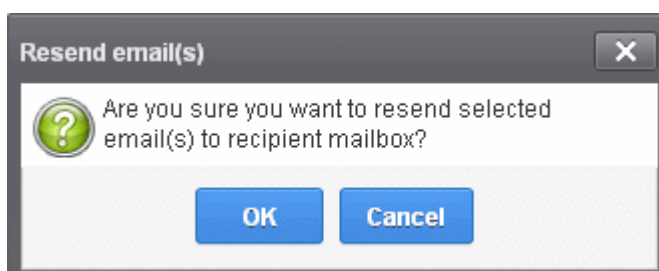 Resend email(s)
Are you sure you want to resend selected
email(s) to recipient mailbox?
OK Cancel